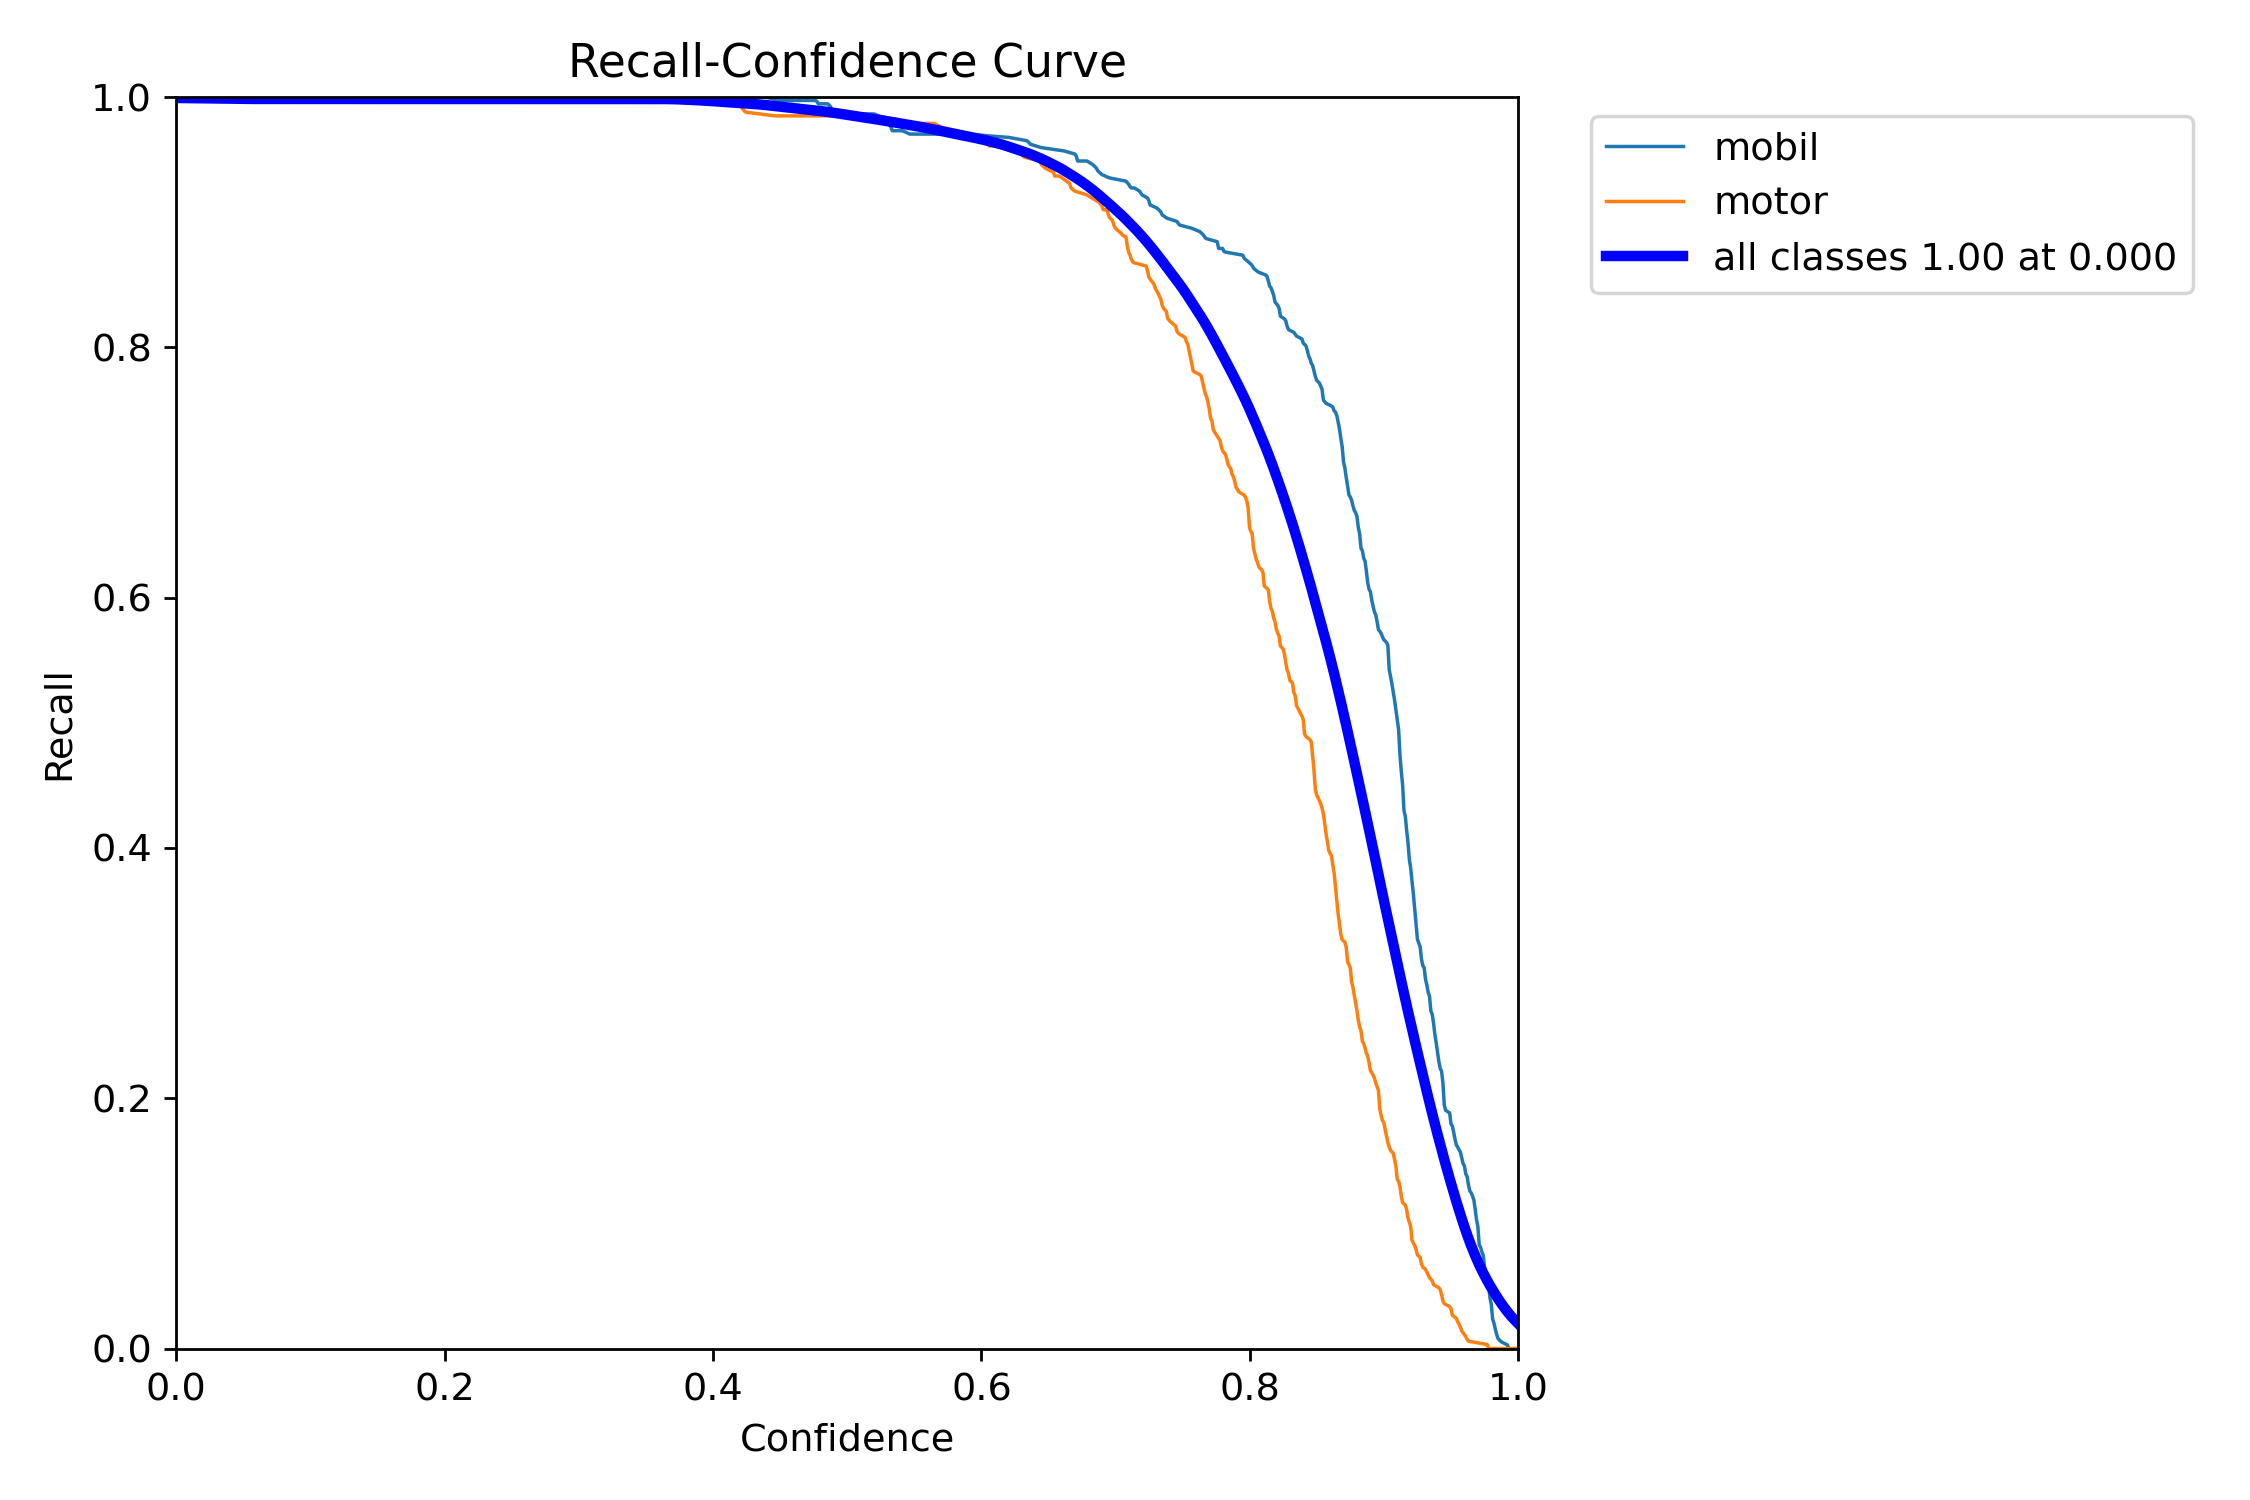 Recall-Confidence Curve
1.0
0.8
0.6
0.4
0.2
0.0
Recall
0.0 0.2 0.4 0.6 0.8 1.0
Confidence
mobil
motor
all classes 1.00 at 0.000